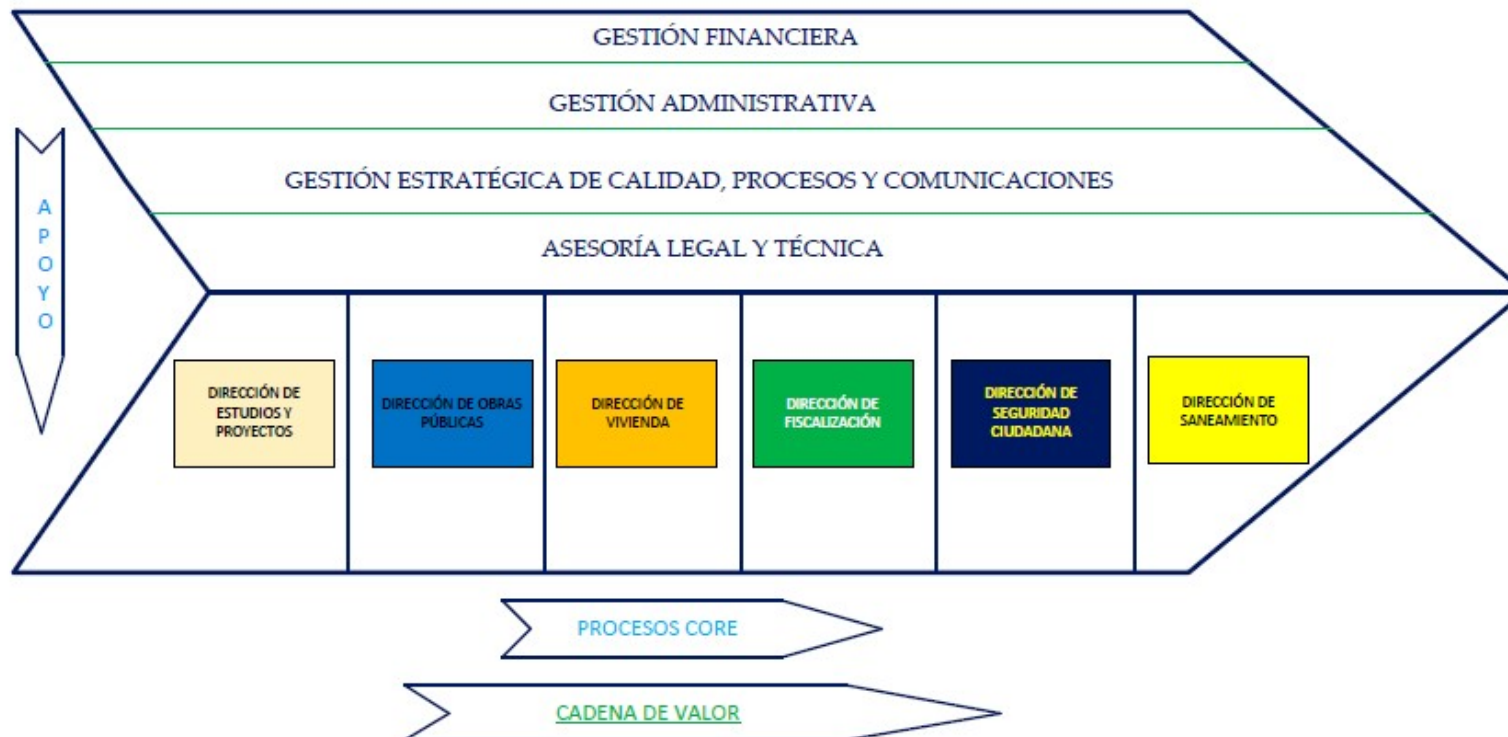 GESTIÓN FINANCIERA
GESTIÓN ADMINISTRATIVA
GESTIÓN ESTRATÉGICA DE CALIDAD, PROCESOS Y COMUNICACIONES
ASESORÍA LEGAL Y TÉCNICA
A
P
O
Y
O
DIRECCIÓN DE
ESTUDIOS Y
PROYECTOS
DIRECCIÓN DE OBRAS
PÚBLICAS
DIRECCIÓN DE
VIVIENDA
DIRECCIÓN DE
FISCALIZACIÓN
DIRECCIÓN DE
SEGURIDAD
CIUDADANA
DIRECCIÓN DE
SANEAMIENTO
PROCESOS CORE
CADENA DE VALOR